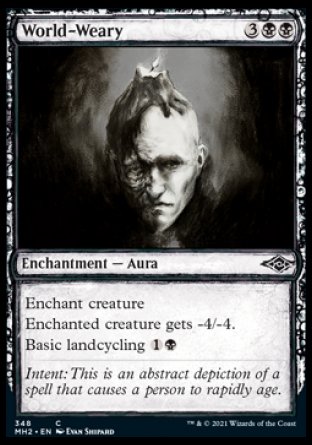 World-Weary 3
Enchantment — Aura
Enchant creature
Enchanted creature gets -4/-4.
Basic landcycling 1
Intent: This is an abstract depiction of a
spell that causes a person to rapidly age.
348 C
MH2 • EN Evan Shipard
™ & © 2021 Wizards of the Coast